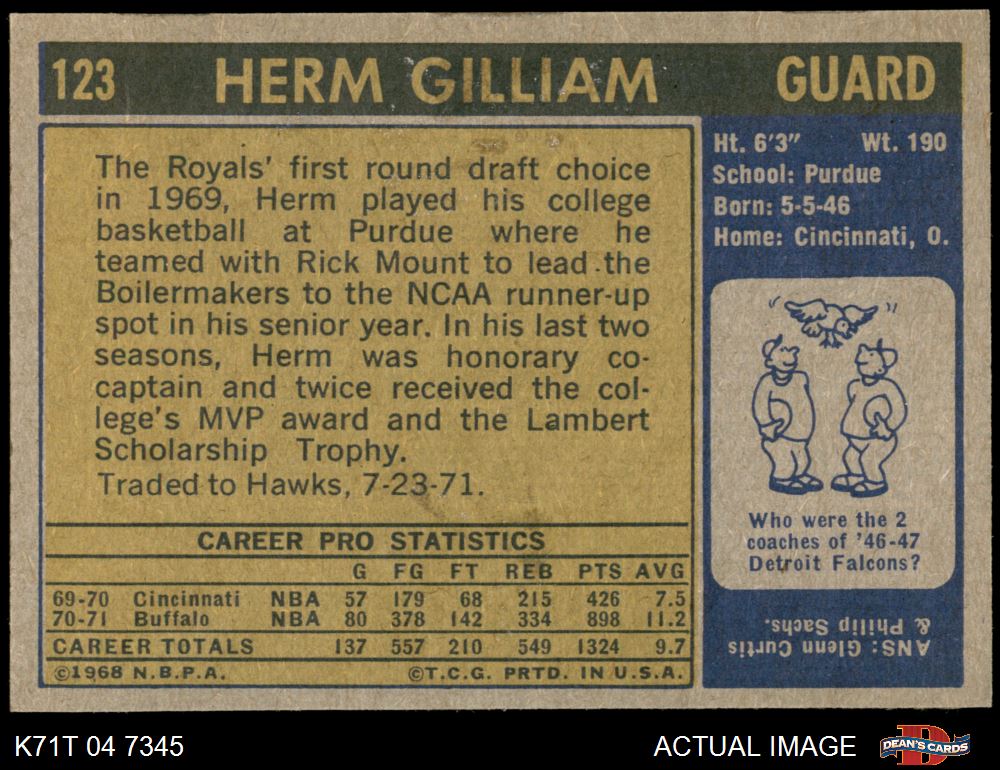 123 HERM GILLIAM GUARD
The Royals' first round draft choice
in 1969, Herm played his college
basketball at Purdue where he
teamed with Rick Mount to lead the
Boilermakers to the NCAA runner-up
spot in his senior year. In his last two
seasons, Herm was honorary co-
captain and twice received the col-
lege's MVP award and the Lambert
Scholarship Trophy.
Traded to Hawks, 7-23-71.
CAREER PRO STATISTICS
G FG FT REB PTS AVG
69-70 Cincinnati NBA 57 179 68 215 426 7.5
70-71 Buffalo NBA 80 378 142 334 898 11.2
CAREER TOTALS 137 557 210 549 1324 9.7
©1968 N.B.P.A. ©T.C.G. PRTD. IN U.S.A.
Ht. 6'3" Wt. 190
School: Purdue
Born: 5-5-46
Home: Cincinnati, O.
Who were the 2
coaches of '46-47
Detroit Falcons?
ANS: Glenn Curtis
& Philip Sachs.
K71T 04 7345 ACTUAL IMAGE DEAN'S CARDS